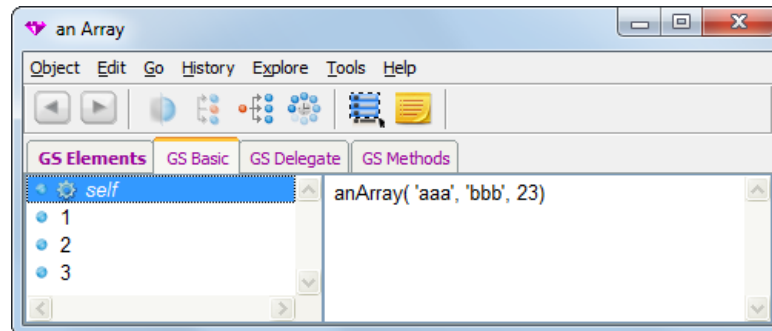 an Array
Object Edit Go History Explore Tools Help
GS Elements GS Basic GS Delegate GS Methods
self
anArray( 'aaa', 'bbb', 23)
1
2
3